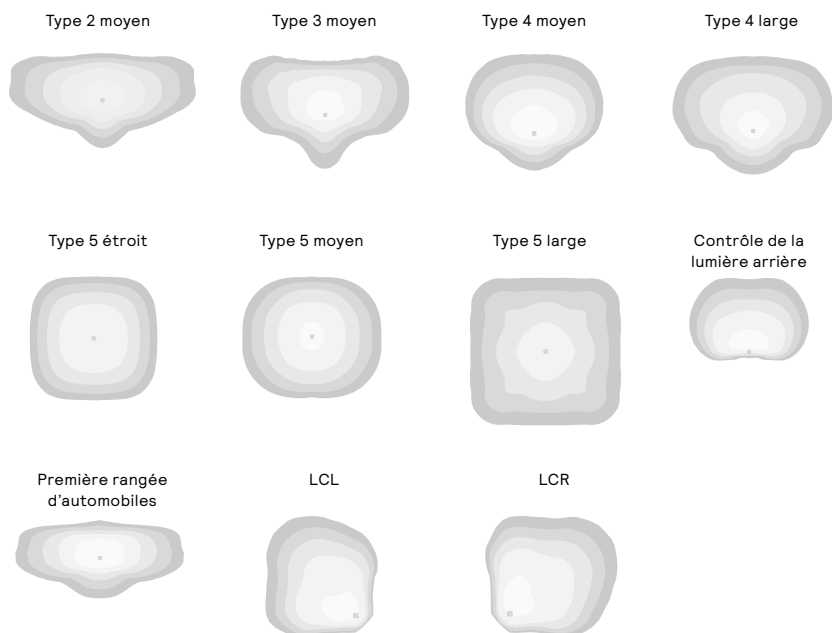 Type 2 moyen
Type 3 moyen
Type 4 moyen
Type 4 large
Type 5 étroit
Type 5 moyen
Type 5 large
Contrôle de la
lumière arrière
Première rangée
d’automobiles
LCL
LCR